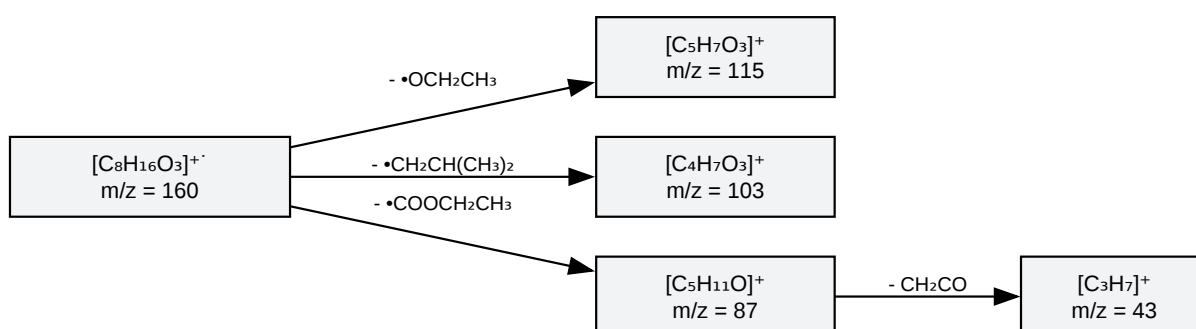 [C₅H₇O₃]⁺
m/z = 115
- •OCH₂CH₃
[C₈H₁₆O₃]⁺˙
m/z = 160
- •CH₂CH(CH₃)₂
[C₄H₇O₃]⁺
m/z = 103
- •COOCH₂CH₃
[C₅H₁₁O]⁺
m/z = 87
- CH₂CO
[C₃H₇]⁺
m/z = 43